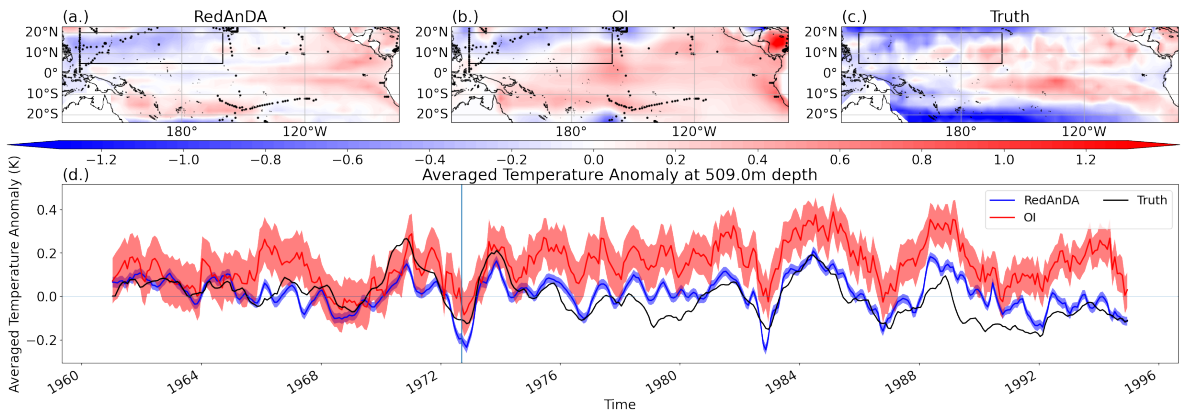 (a.) RedAnDA (b.) OI (c.) Truth
20°N 20°N 20°N
10°N 10°N 10°N
0° 0° 0°
10°S 10°S 10°S
20°S 20°S 20°S
180° 120°W 180° 120°W 180° 120°W
−1.2 −1.0 −0.8 −0.6 −0.4 −0.2 0.0 0.2 0.4 0.6 0.8 1.0 1.2
(d.) Averaged Temperature Anomaly at 509.0m depth
Averaged Temperature Anomaly (K)
RedAnDA Truth
OI
0.4
0.2
0.0
−0.2
1960 1964 1968 1972 1976 1980 1984 1988 1992 1996
Time